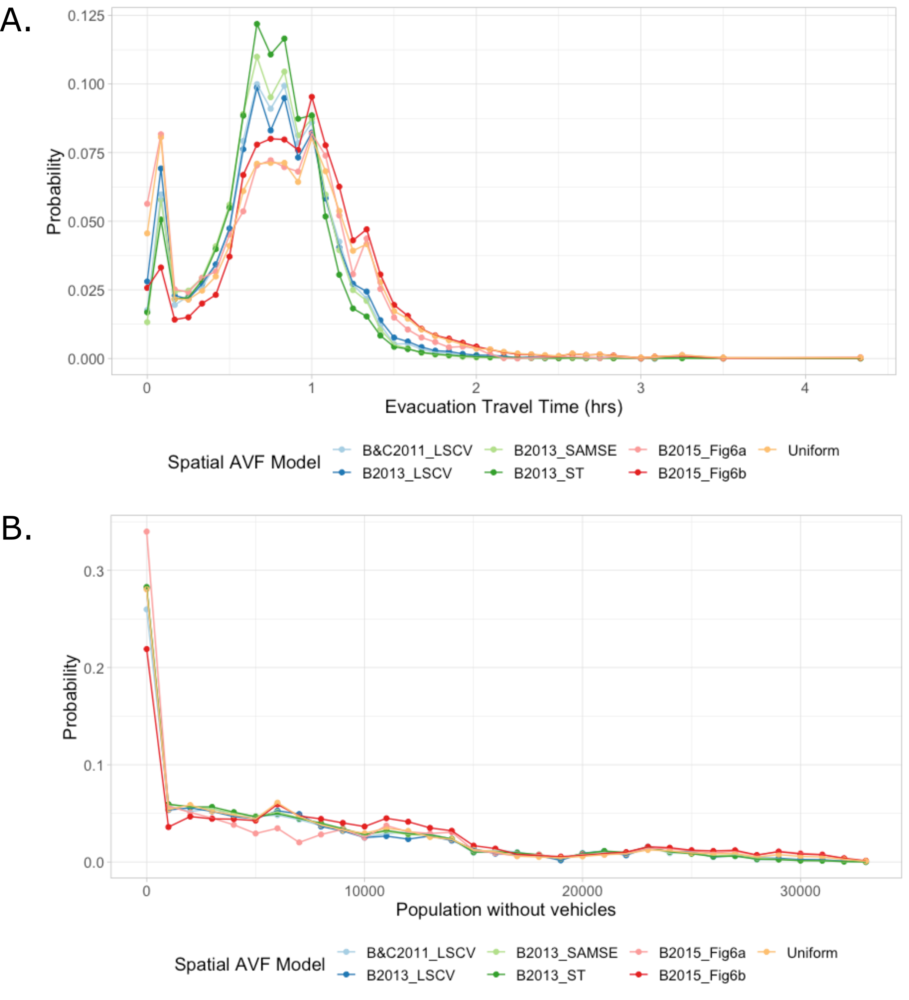 A.
0.125
0.100
0.075
0.050
0.025
0.000
Probability
0 1 2 3 4
Evacuation Travel Time (hrs)
Spatial AVF Model
B&C2011_LSCV B2013_SAMSE B2015_Fig6a Uniform
B2013_LSCV B2013_ST B2015_Fig6b
B.
0.3
0.2
0.1
0.0
Probability
0 10000 20000 30000
Population without vehicles
Spatial AVF Model
B&C2011_LSCV B2013_SAMSE B2015_Fig6a Uniform
B2013_LSCV B2013_ST B2015_Fig6b